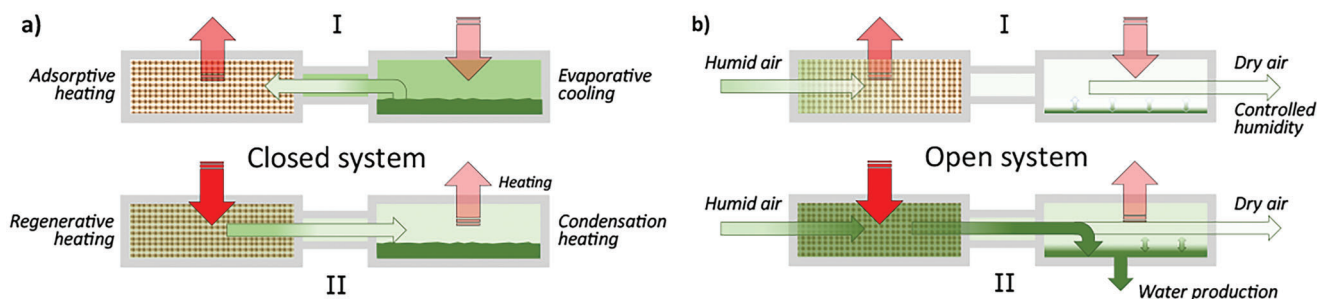 a)
I
Adsorptive
heating
Evaporative
cooling
Closed system
Regenerative
heating
Heating
Condensation
heating
II
b)
I
Humid air
Dry air
Controlled
humidity
Open system
Humid air
Dry air
II
Water production